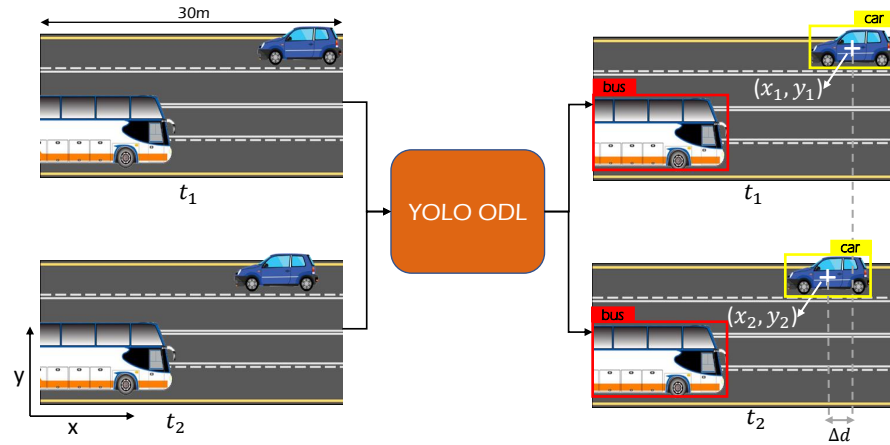 30m
t₁
y
x
t₂
YOLO ODL
car
bus
(x₁, y₁)
t₁
car
bus
(x₂, y₂)
t₂
Δd